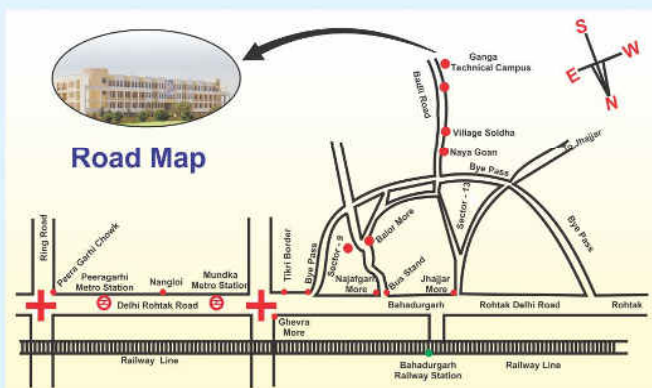 S
W
E
N
Ganga
Technical Campus
Badli Road
Village Soldha
Naya Goan
Road Map
Bye Pass
To Jhajjar
Sector - 13
Bye Pass
Balor More
Sector - 9
Bye Pass
Tikri Border
Ring Road
Peera Garhi Chowk
Peeragarhi
Metro Station
Nangloi
Mundka
Metro Station
Najafgarh
More
Bus Stand
Jhajjar
More
Delhi Rohtak Road
Bahadurgarh
Rohtak Delhi Road
Rohtak
Ghevra
More
Railway Line
Bahadurgarh
Railway Station
Railway Line